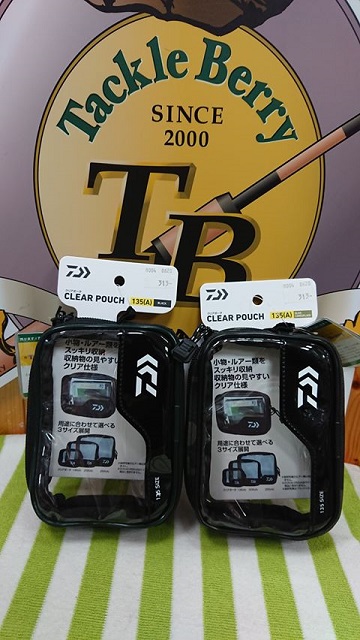 Tackle Berry
SINCE
2000
TB
CLEAR POUCH 135(A) BLACK
小物・ルアー類を
スッキリ収納
収納物の見やすい
クリア仕様
用途に合わせて選べる
3サイズ展開
135 SIZE
CLEAR POUCH 135(A)
小物・ルアー類を
スッキリ収納
収納物の見やすい
クリア仕様
用途に合わせて選べる
3サイズ展開
135 SIZE